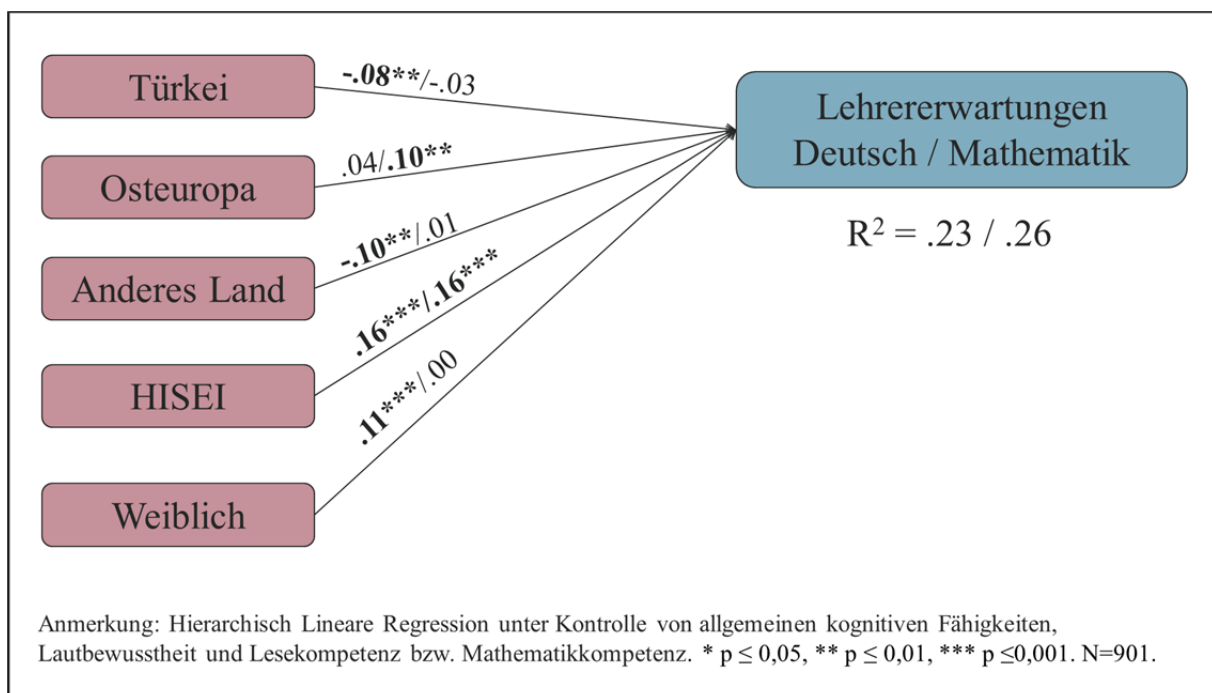 Türkei
-.08**/-.03
Lehrererwartungen
Deutsch / Mathematik
Osteuropa
.04/.10**
R² = .23 / .26
Anderes Land
-.10**/.01
HISEI
.16***/.16***
Weiblich
.11***/.00
Anmerkung: Hierarchisch Lineare Regression unter Kontrolle von allgemeinen kognitiven Fähigkeiten,
Lautbewusstheit und Lesekompetenz bzw. Mathematikkompetenz. * p ≤ 0,05, ** p ≤ 0,01, *** p ≤0,001. N=901.